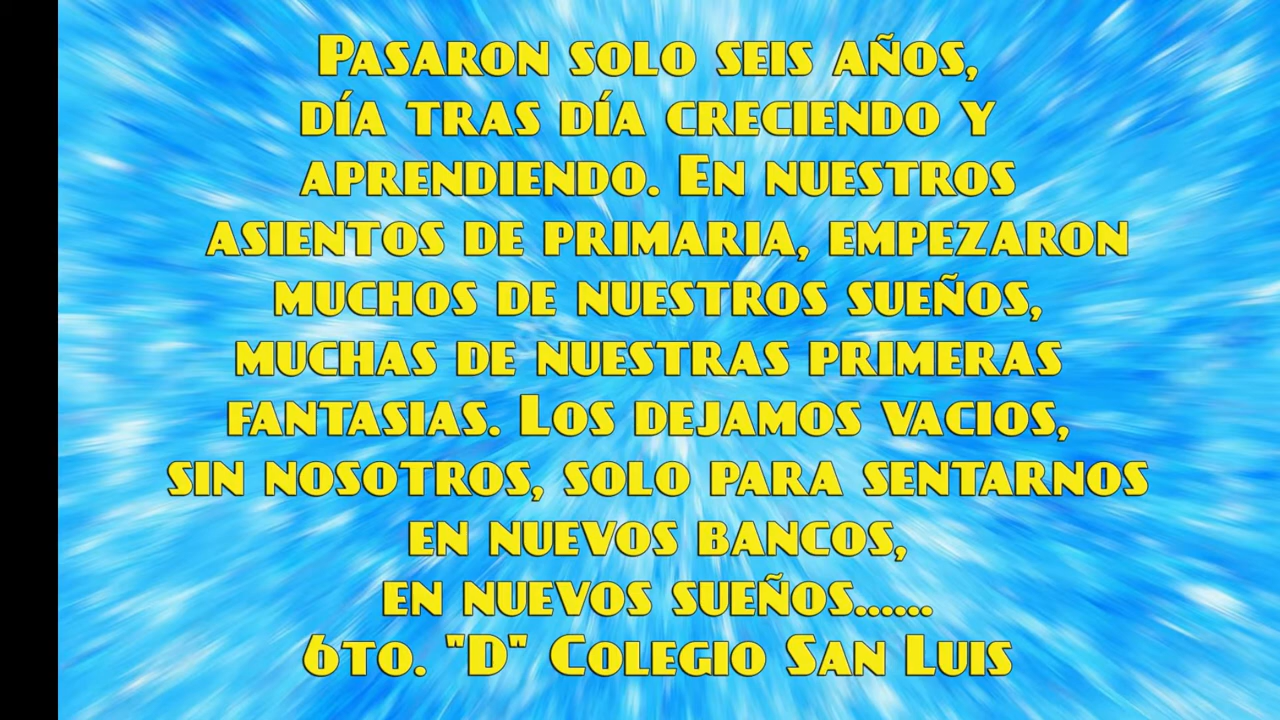 Pasaron solo seis años,
día tras día creciendo y
aprendiendo. En nuestros
asientos de primaria, empezaron
muchos de nuestros sueños,
muchas de nuestras primeras
fantasias. Los dejamos vacios,
sin nosotros, solo para sentarnos
en nuevos bancos,
en nuevos sueños......
6to. "D" Colegio San Luis